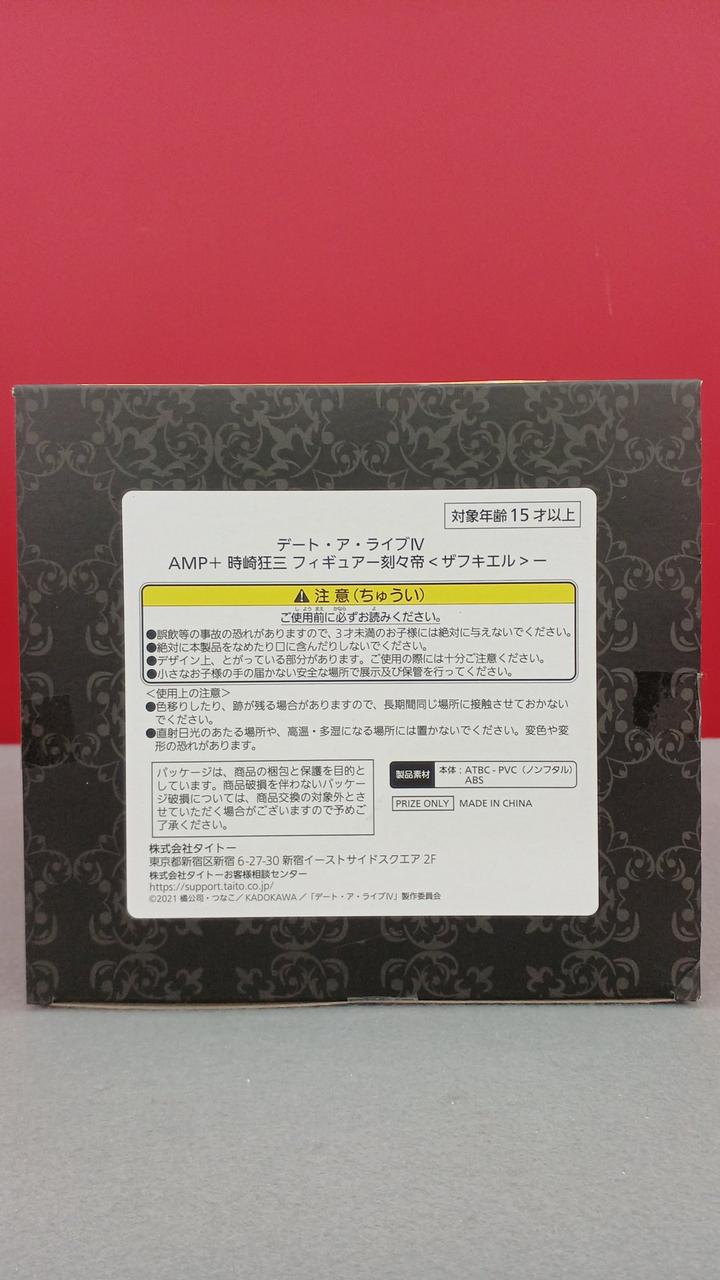 対象年齢 15 才以上
デート・ア・ライブⅣ
AMP＋ 時崎狂三 フィギュアー刻々帝＜ザフキエル＞ー
注意（ちゅうい）
ご使用前に必ずお読みください。
●誤飲等の事故の恐れがありますので、3才未満のお子様には絶対に与えないでください。
●絶対に本製品をなめたり口に含んだりしないでください。
●デザイン上、とがっている部分があります。ご使用の際には十分ご注意ください。
●小さなお子様の手の届かない安全な場所で展示及び保管を行ってください。
＜使用上の注意＞
●色移りしたり、跡が残る場合がありますので、長期間同じ場所に接触させておかない
でください。
●直射日光のあたる場所や、高温・多湿になる場所には置かないでください。変色や変
形の恐れがあります。
パッケージは、商品の梱包と保護を目的と
しています。商品破損を伴わないパッケー
ジ破損については、商品交換の対象外とさ
せていただく場合がございますので予めご
了承ください。
製品素材 本体：ATBC - PVC（ノンフタル）
ABS
PRIZE ONLY MADE IN CHINA
株式会社タイトー
東京都新宿区新宿 6-27-30 新宿イーストサイドスクエア 2F
株式会社タイトーお客様相談センター
https://support.taito.co.jp/
©2021 橘公司・つなこ／KADOKAWA／「デート・ア・ライブⅣ」製作委員会